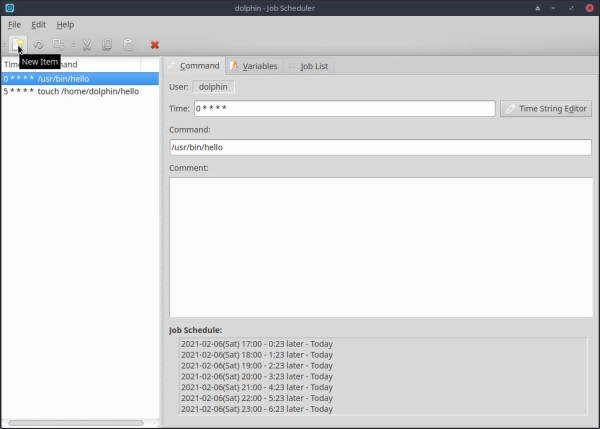 dolphin - Job Scheduler
File Edit Help
New Item
0 * * * * /usr/bin/hello
5 * * * * touch /home/dolphin/hello
Command Variables Job List
User: dolphin
Time: 0 * * * * Time String Editor
Command:
/usr/bin/hello
Comment:
Job Schedule:
2021-02-06(Sat) 17:00 - 0:23 later - Today
2021-02-06(Sat) 18:00 - 1:23 later - Today
2021-02-06(Sat) 19:00 - 2:23 later - Today
2021-02-06(Sat) 20:00 - 3:23 later - Today
2021-02-06(Sat) 21:00 - 4:23 later - Today
2021-02-06(Sat) 22:00 - 5:23 later - Today
2021-02-06(Sat) 23:00 - 6:23 later - Today